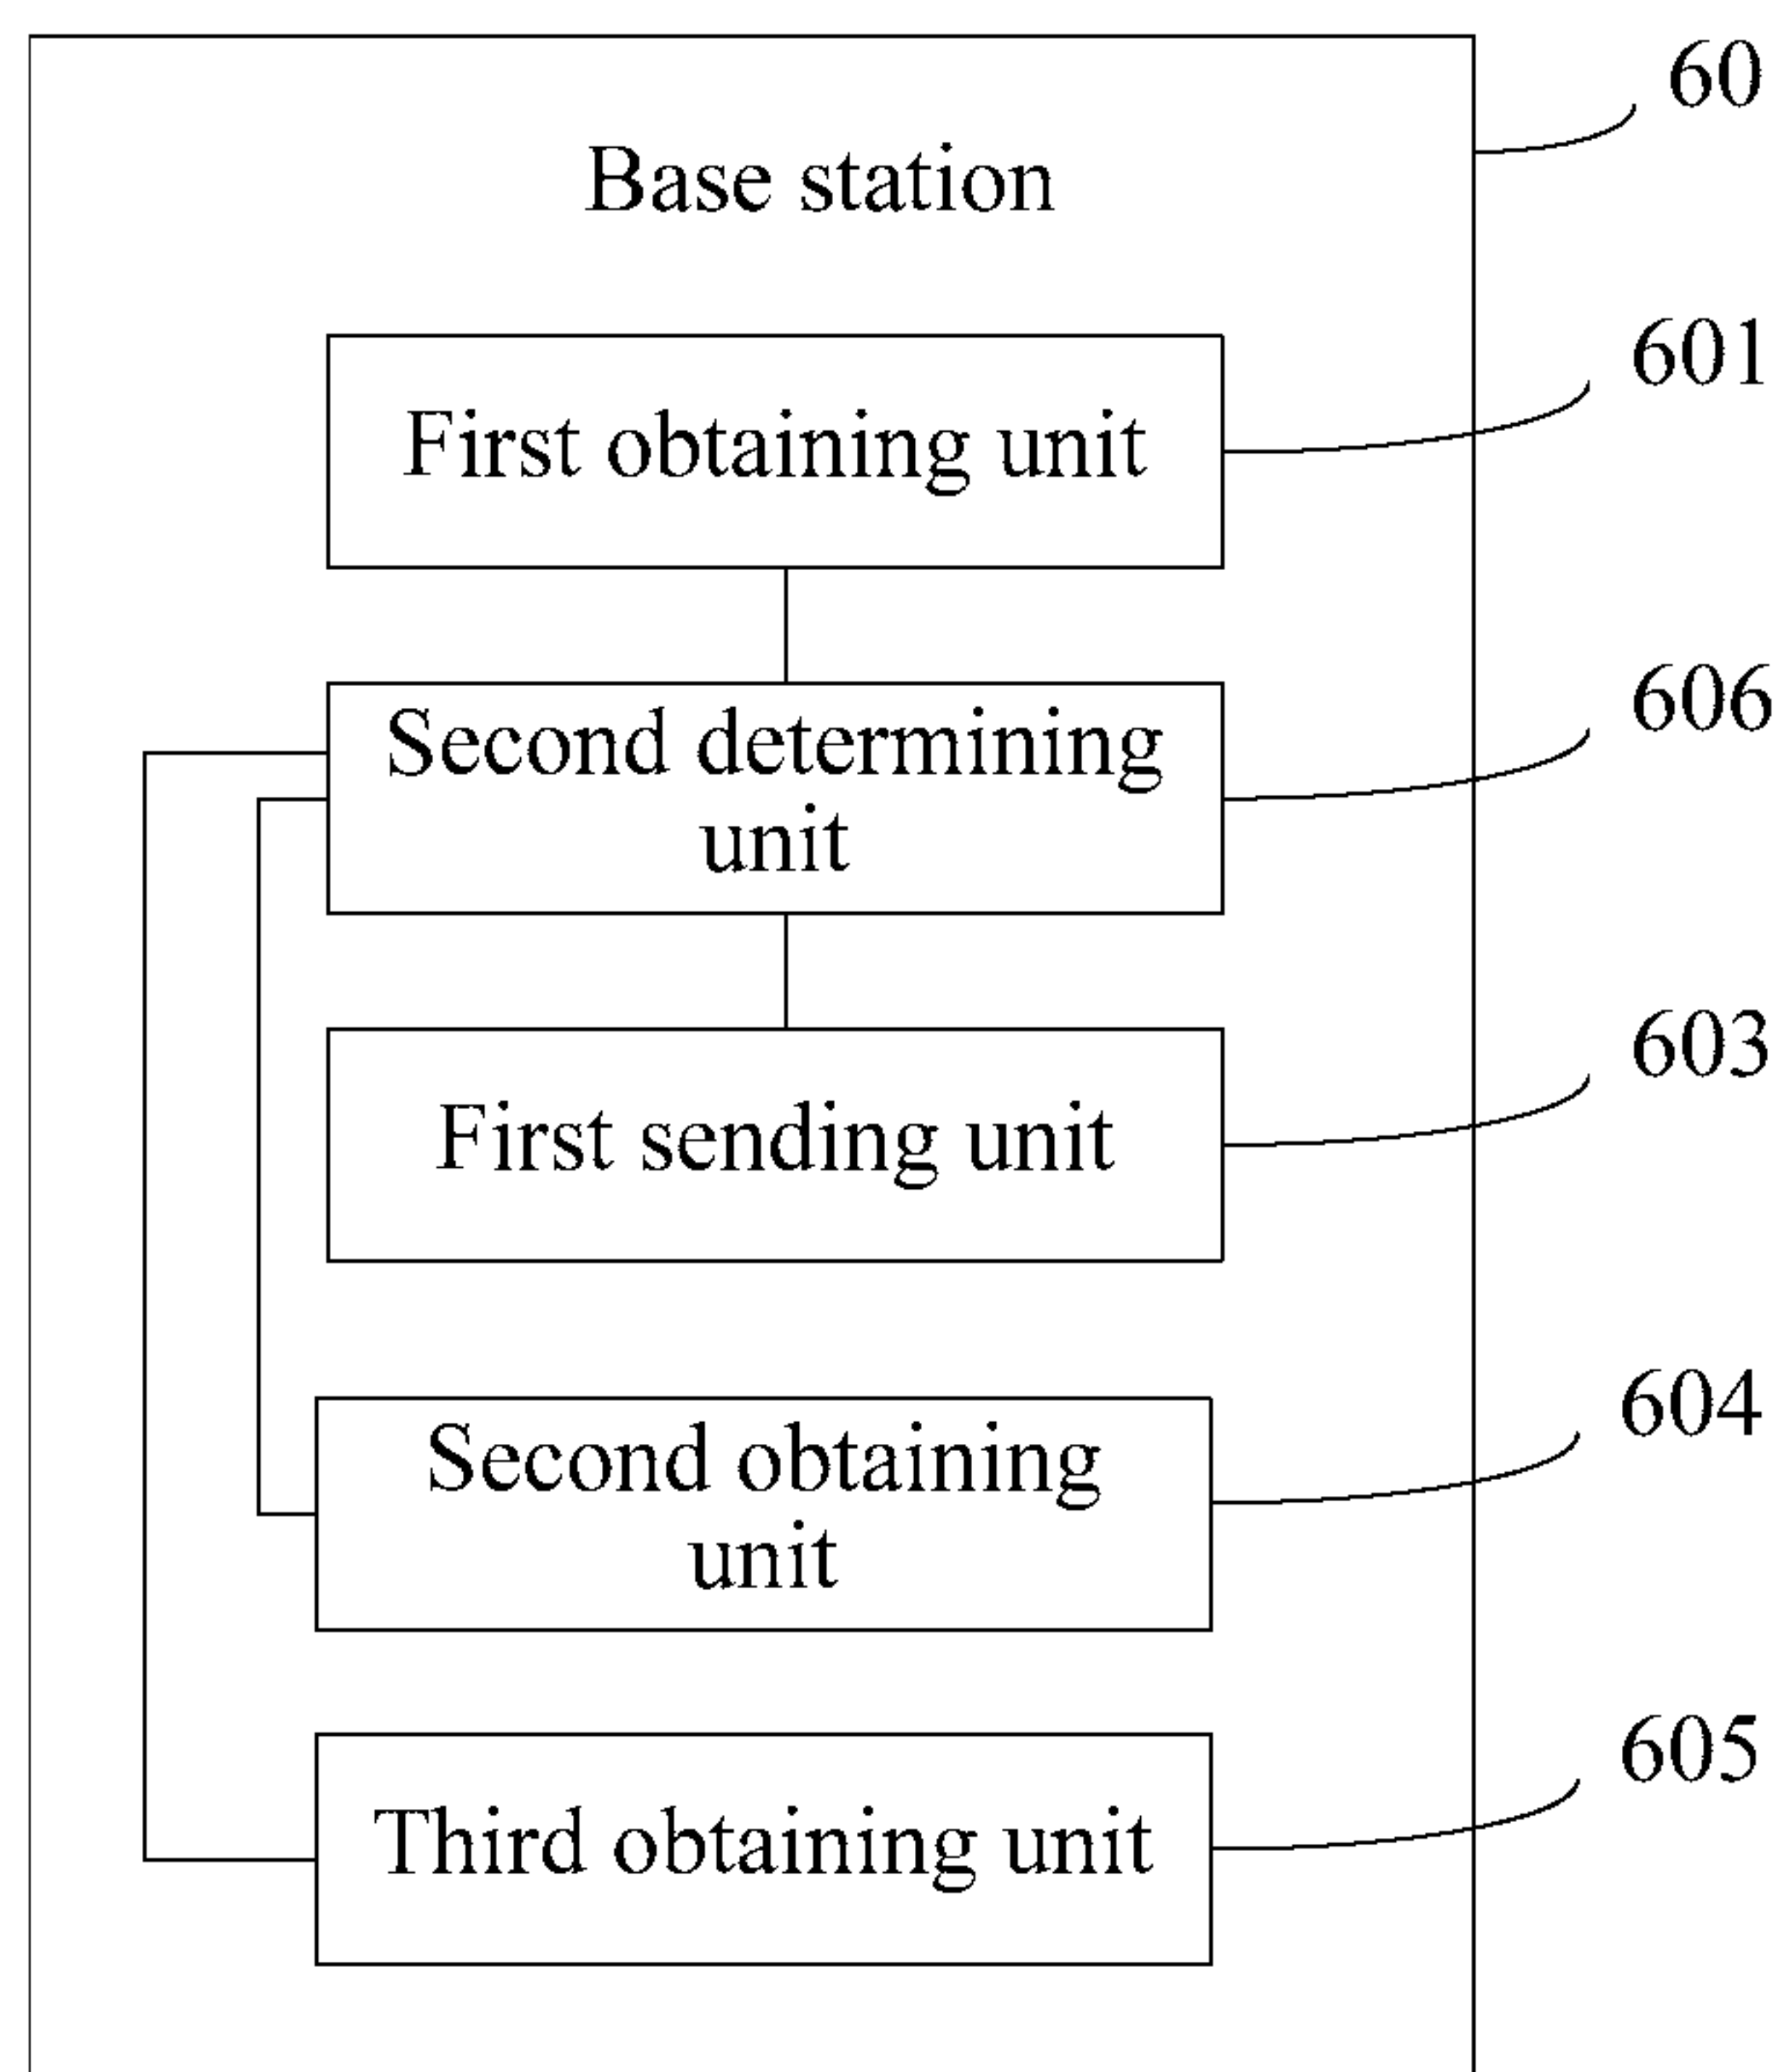 60
Base station
601
First obtaining unit
606
Second determining
unit
603
First sending unit
604
Second obtaining
unit
605
Third obtaining unit